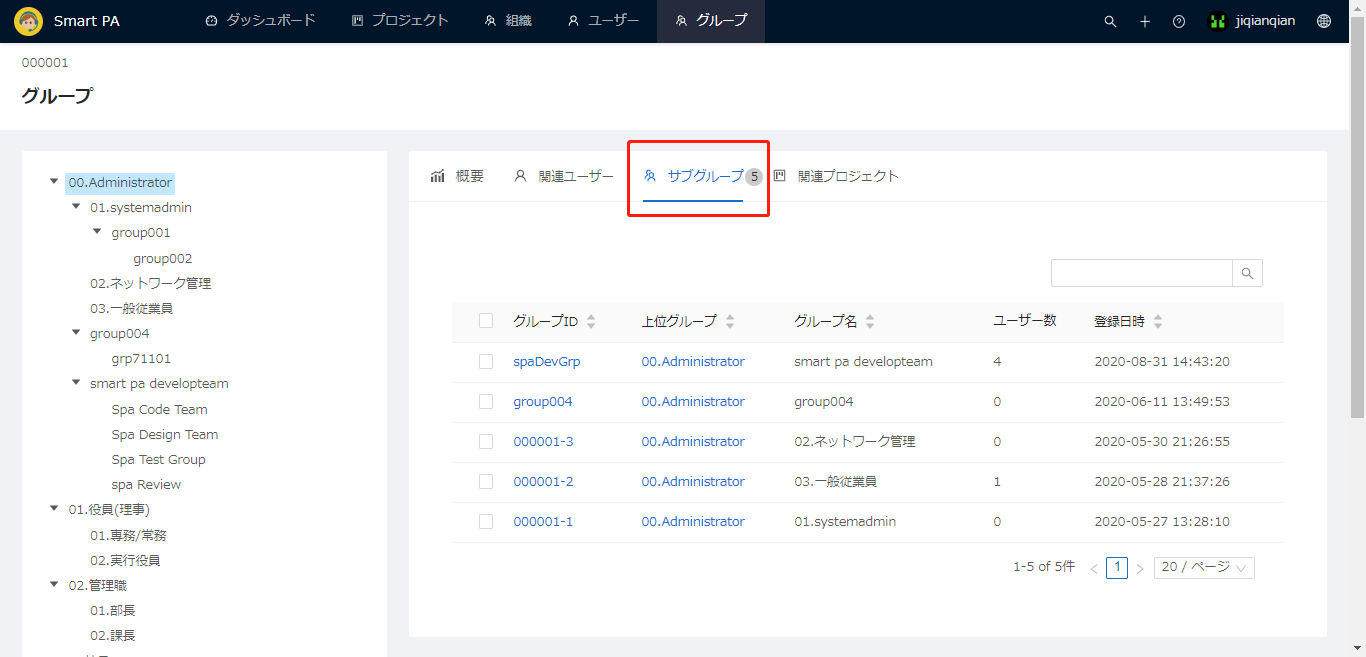 Smart PA ダッシュボード プロジェクト 組織 ユーザー グループ jiqianqian
000001
グループ
00.Administrator
01.systemadmin
group001
group002
02.ネットワーク管理
03.一般従業員
group004
grp71101
smart pa developteam
Spa Code Team
Spa Design Team
Spa Test Group
spa Review
01.役員(理事)
01.専務/常務
02.実行役員
02.管理職
01.部長
02.課長
概要 関連ユーザー サブグループ 5 関連プロジェクト
グループID 上位グループ グループ名 ユーザー数 登録日時
spaDevGrp 00.Administrator smart pa developteam 4 2020-08-31 14:43:20
group004 00.Administrator group004 0 2020-06-11 13:49:53
000001-3 00.Administrator 02.ネットワーク管理 0 2020-05-30 21:26:55
000001-2 00.Administrator 03.一般従業員 1 2020-05-28 21:37:26
000001-1 00.Administrator 01.systemadmin 0 2020-05-27 13:28:10
1-5 of 5件 < 1 > 20 / ページ